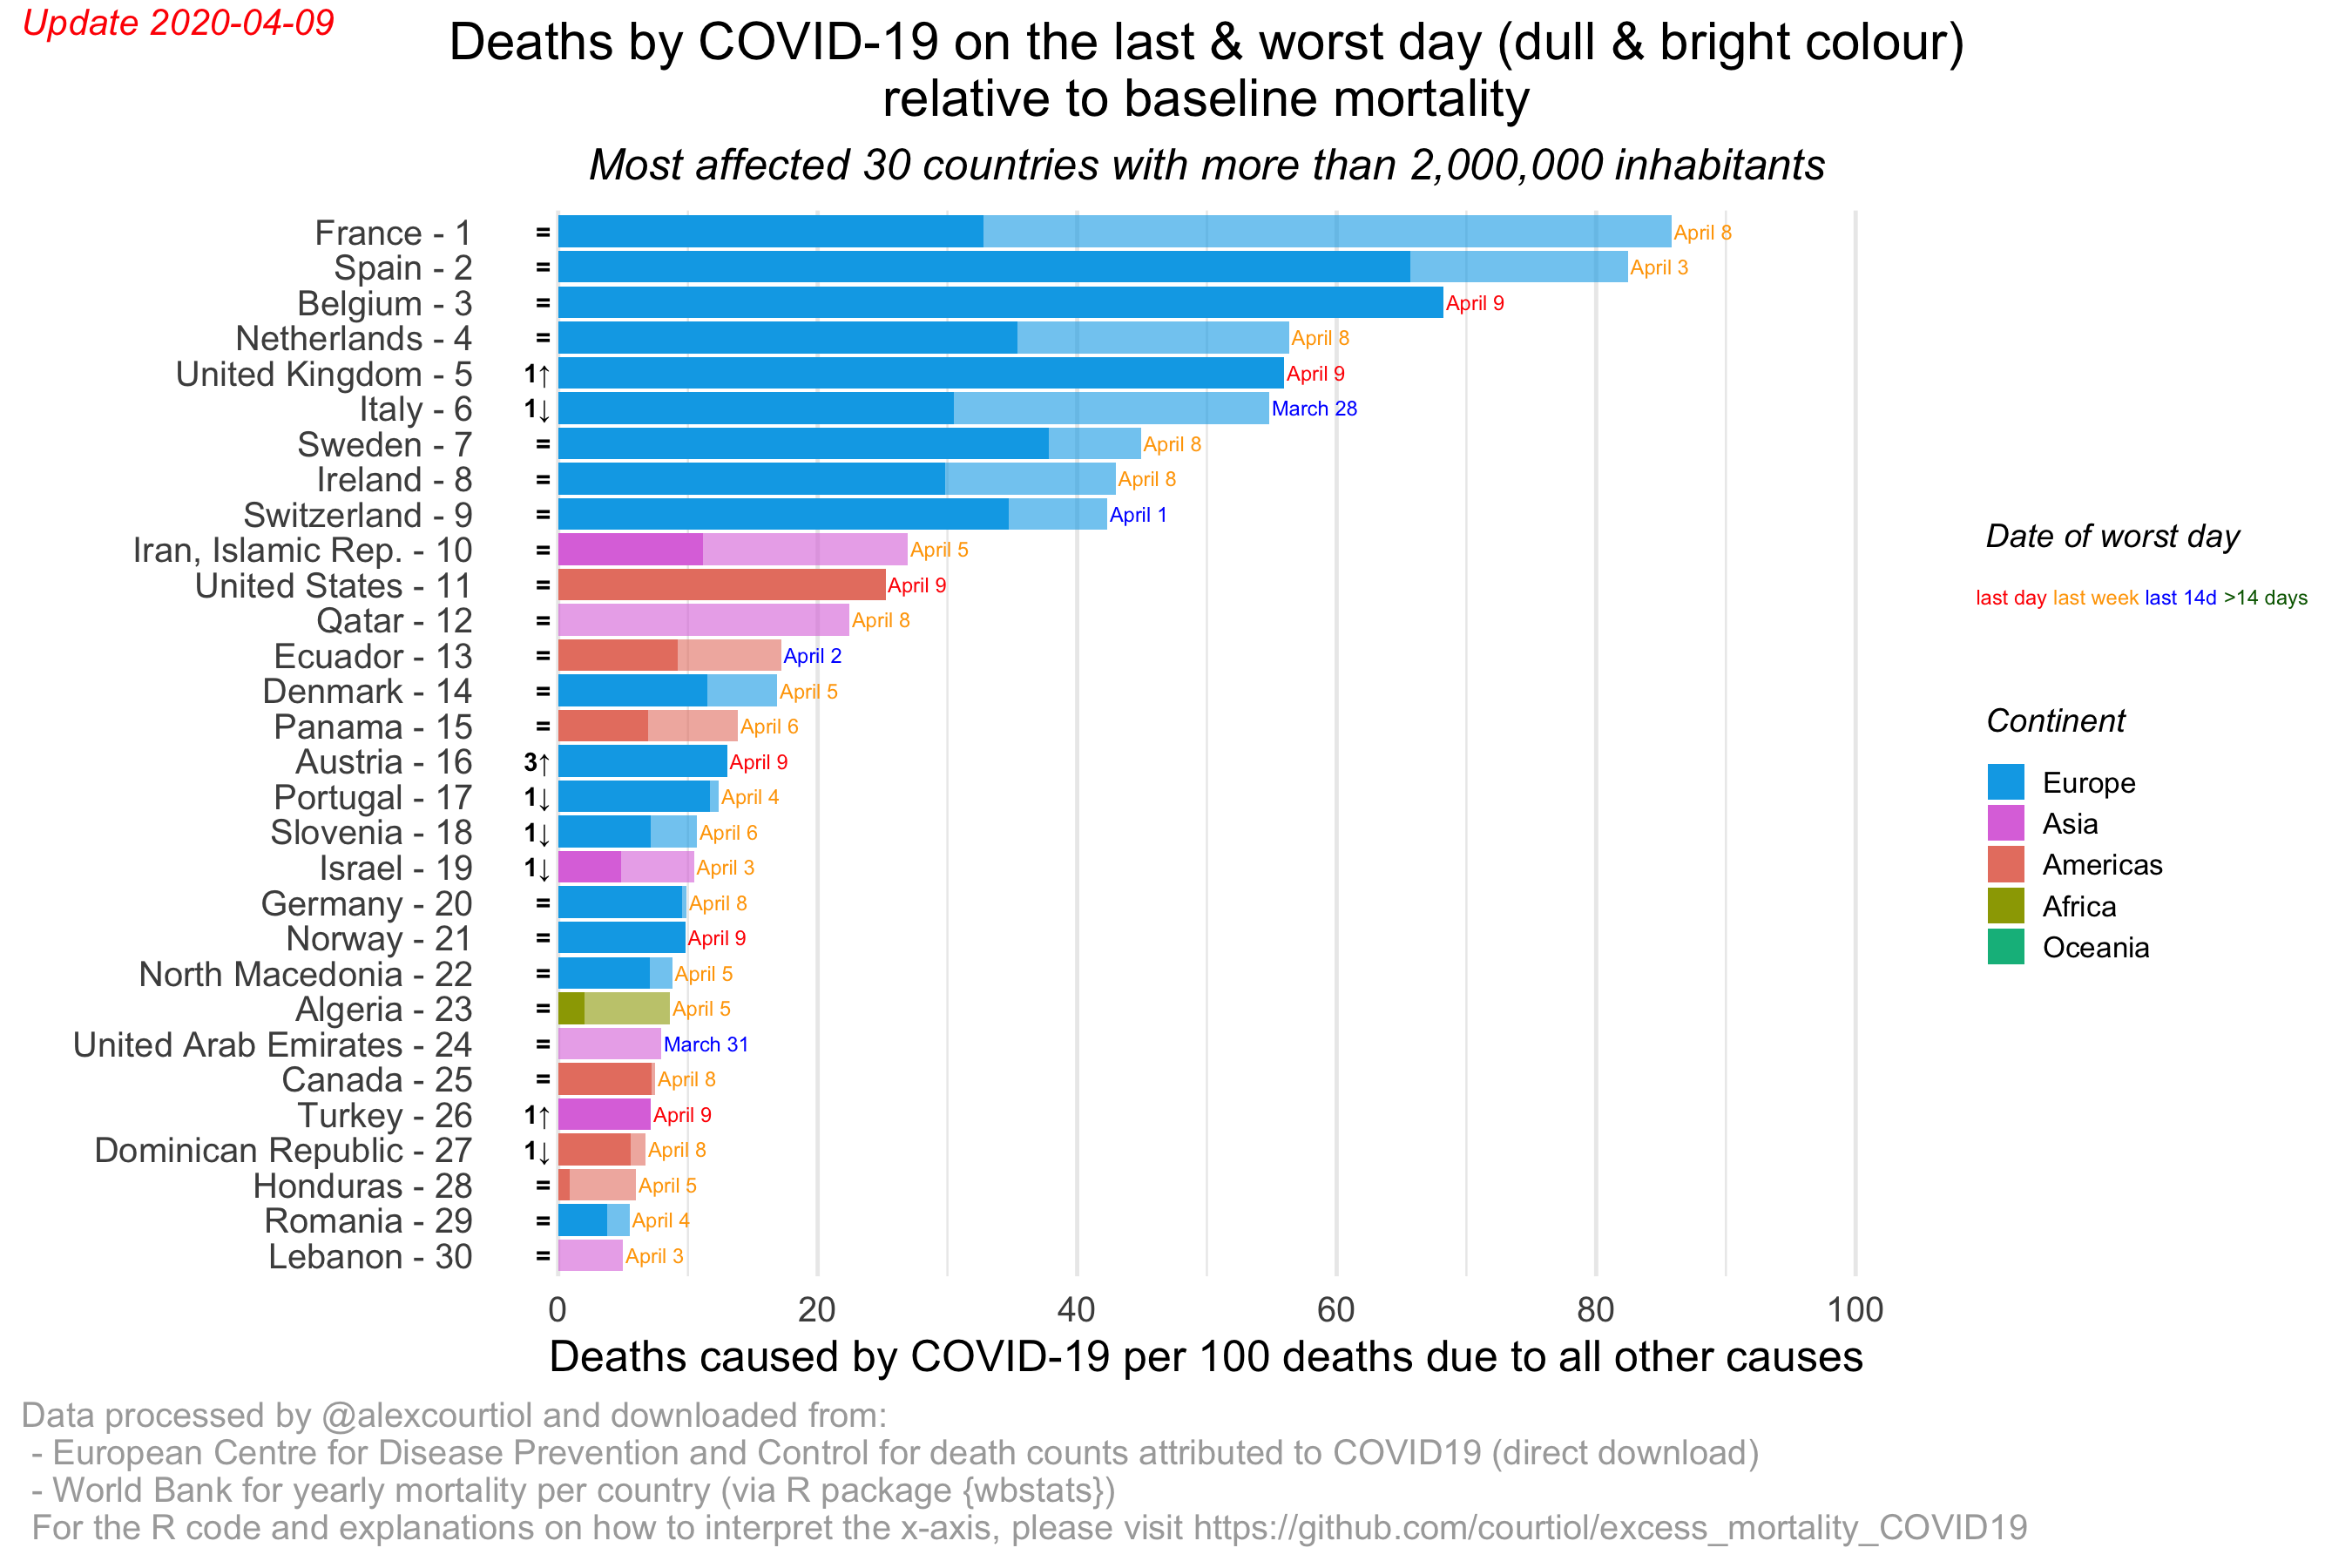 Update 2020-04-09
Deaths by COVID-19 on the last & worst day (dull & bright colour)
relative to baseline mortality
Most affected 30 countries with more than 2,000,000 inhabitants
France - 1 = April 8
Spain - 2 = April 3
Belgium - 3 = April 9
Netherlands - 4 = April 8
United Kingdom - 5 1↑ April 9
Italy - 6 1↓ March 28
Sweden - 7 = April 8
Ireland - 8 = April 8
Switzerland - 9 = April 1
Iran, Islamic Rep. - 10 = April 5
United States - 11 = April 9
Qatar - 12 = April 8
Ecuador - 13 = April 2
Denmark - 14 = April 5
Panama - 15 = April 6
Austria - 16 3↑ April 9
Portugal - 17 1↓ April 4
Slovenia - 18 1↓ April 6
Israel - 19 1↓ April 3
Germany - 20 = April 8
Norway - 21 = April 9
North Macedonia - 22 = April 5
Algeria - 23 = April 5
United Arab Emirates - 24 = March 31
Canada - 25 = April 8
Turkey - 26 1↑ April 9
Dominican Republic - 27 1↓ April 8
Honduras - 28 = April 5
Romania - 29 = April 4
Lebanon - 30 = April 3
0 20 40 60 80 100
Deaths caused by COVID-19 per 100 deaths due to all other causes
Date of worst day
last day last week last 14d >14 days
Continent
Europe
Asia
Americas
Africa
Oceania
Data processed by @alexcourtiol and downloaded from:
- European Centre for Disease Prevention and Control for death counts attributed to COVID19 (direct download)
- World Bank for yearly mortality per country (via R package {wbstats})
For the R code and explanations on how to interpret the x-axis, please visit https://github.com/courtiol/excess_mortality_COVID19